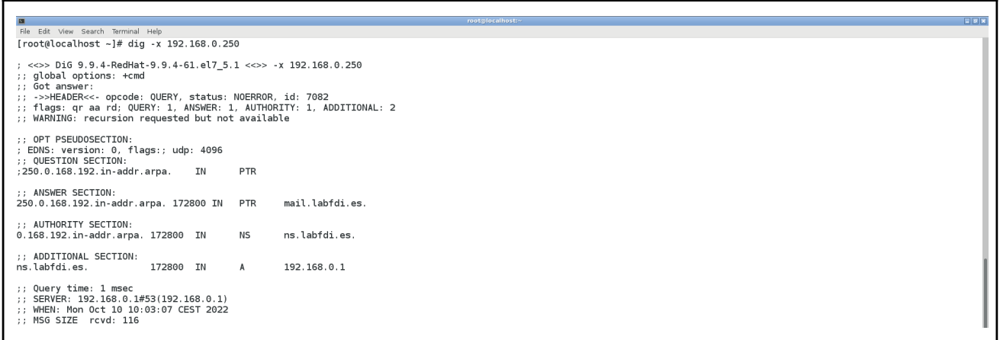 root@localhost:~
File Edit View Search Terminal Help
[root@localhost ~]# dig -x 192.168.0.250
; <<>> DiG 9.9.4-RedHat-9.9.4-61.el7_5.1 <<>> -x 192.168.0.250
;; global options: +cmd
;; Got answer:
;; ->>HEADER<<- opcode: QUERY, status: NOERROR, id: 7082
;; flags: qr aa rd; QUERY: 1, ANSWER: 1, AUTHORITY: 1, ADDITIONAL: 2
;; WARNING: recursion requested but not available
;; OPT PSEUDOSECTION:
; EDNS: version: 0, flags:; udp: 4096
;; QUESTION SECTION:
;250.0.168.192.in-addr.arpa. IN PTR
;; ANSWER SECTION:
250.0.168.192.in-addr.arpa. 172800 IN PTR mail.labfdi.es.
;; AUTHORITY SECTION:
0.168.192.in-addr.arpa. 172800 IN NS ns.labfdi.es.
;; ADDITIONAL SECTION:
ns.labfdi.es. 172800 IN A 192.168.0.1
;; Query time: 1 msec
;; SERVER: 192.168.0.1#53(192.168.0.1)
;; WHEN: Mon Oct 10 10:03:07 CEST 2022
;; MSG SIZE rcvd: 116